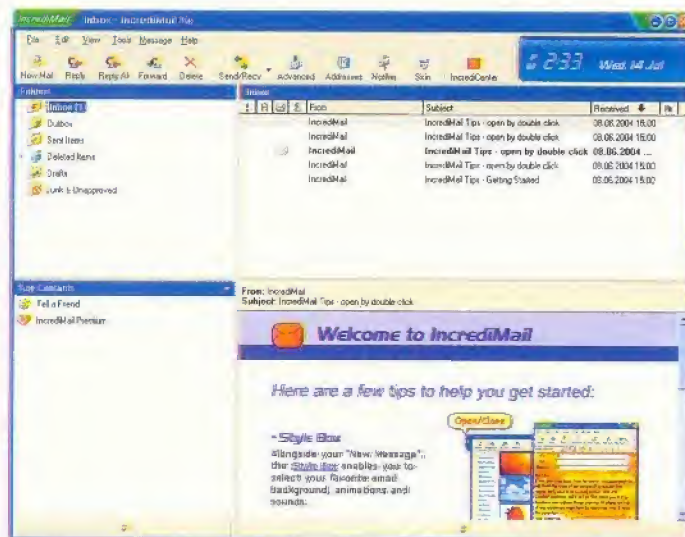 IncrediMail Inbox - IncrediMail Xe
File Edit View Tools Message Help
New Mail Reply Reply All Forward Delete Send/Recv Advanced Addresses Notifier Skin IncrediCenter
2:33 Wed. 14 Jul
Folders
Inbox (1)
Outbox
Sent Items
Deleted Items
Drafts
Junk & Unapproved
Inbox
! From Subject Received
IncrediMail IncrediMail Tips - open by double click 08.06.2004 15:00
IncrediMail IncrediMail Tips - open by double click 08.06.2004 15:00
IncrediMail IncrediMail Tips - open by double click 08.06.2004 ...
IncrediMail IncrediMail Tips - open by double click 08.06.2004 15:00
IncrediMail IncrediMail Tips - Getting Started 08.06.2004 15:00
Your Contacts
Tell a Friend
IncrediMail Premium
From: IncrediMail
Subject: IncrediMail Tips - open by double click
Welcome to IncrediMail
Here are a few tips to help you get started:
Open/Close
- Style Box
Alongside your "New Message",
the Style Box enables you to
select your favorite email
background, animations, and
sounds.